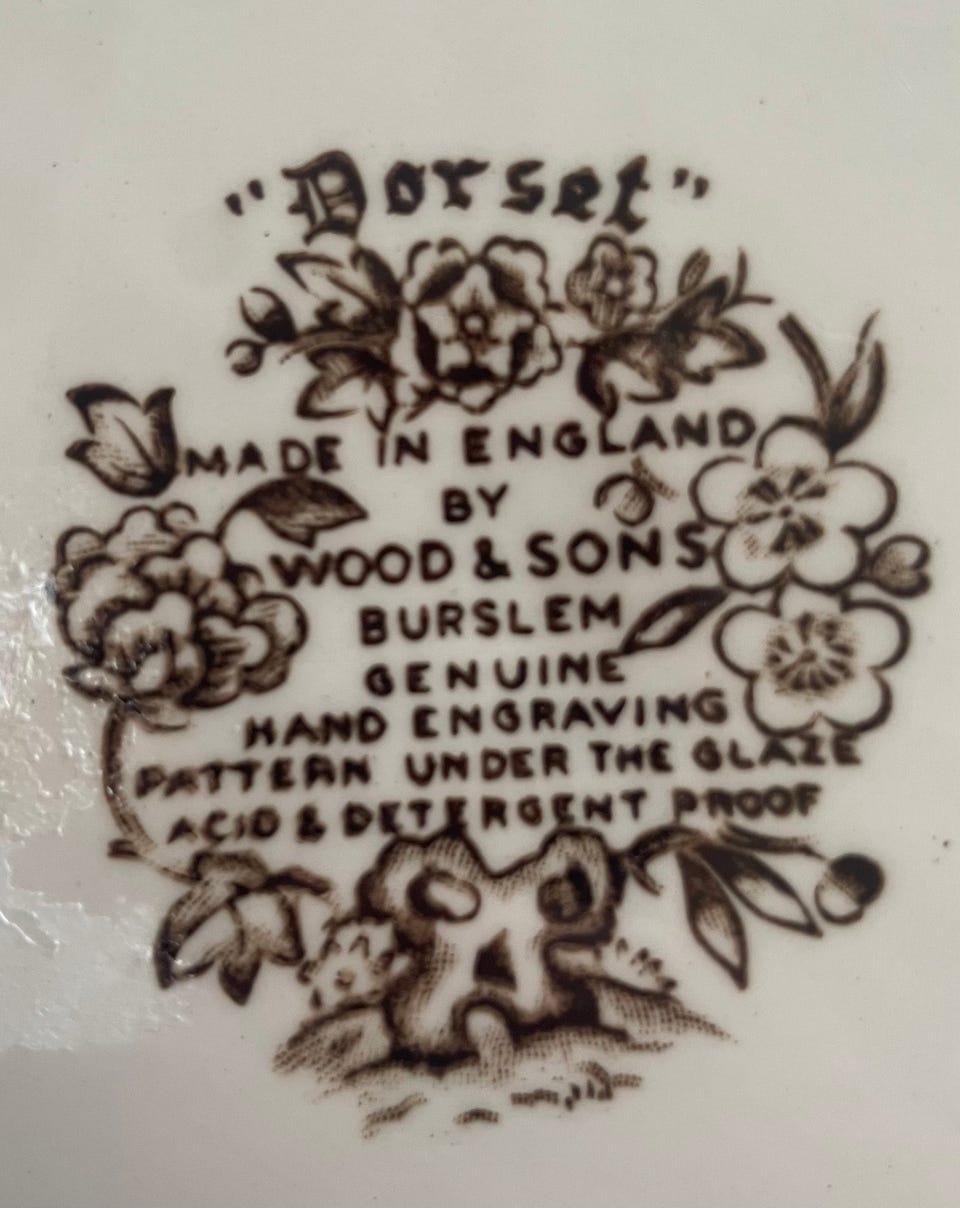 "Dorset"
MADE IN ENGLAND
BY
WOOD & SONS
BURSLEM
GENUINE
HAND ENGRAVING
PATTERN UNDER THE GLAZE
ACID & DETERGENT PROOF